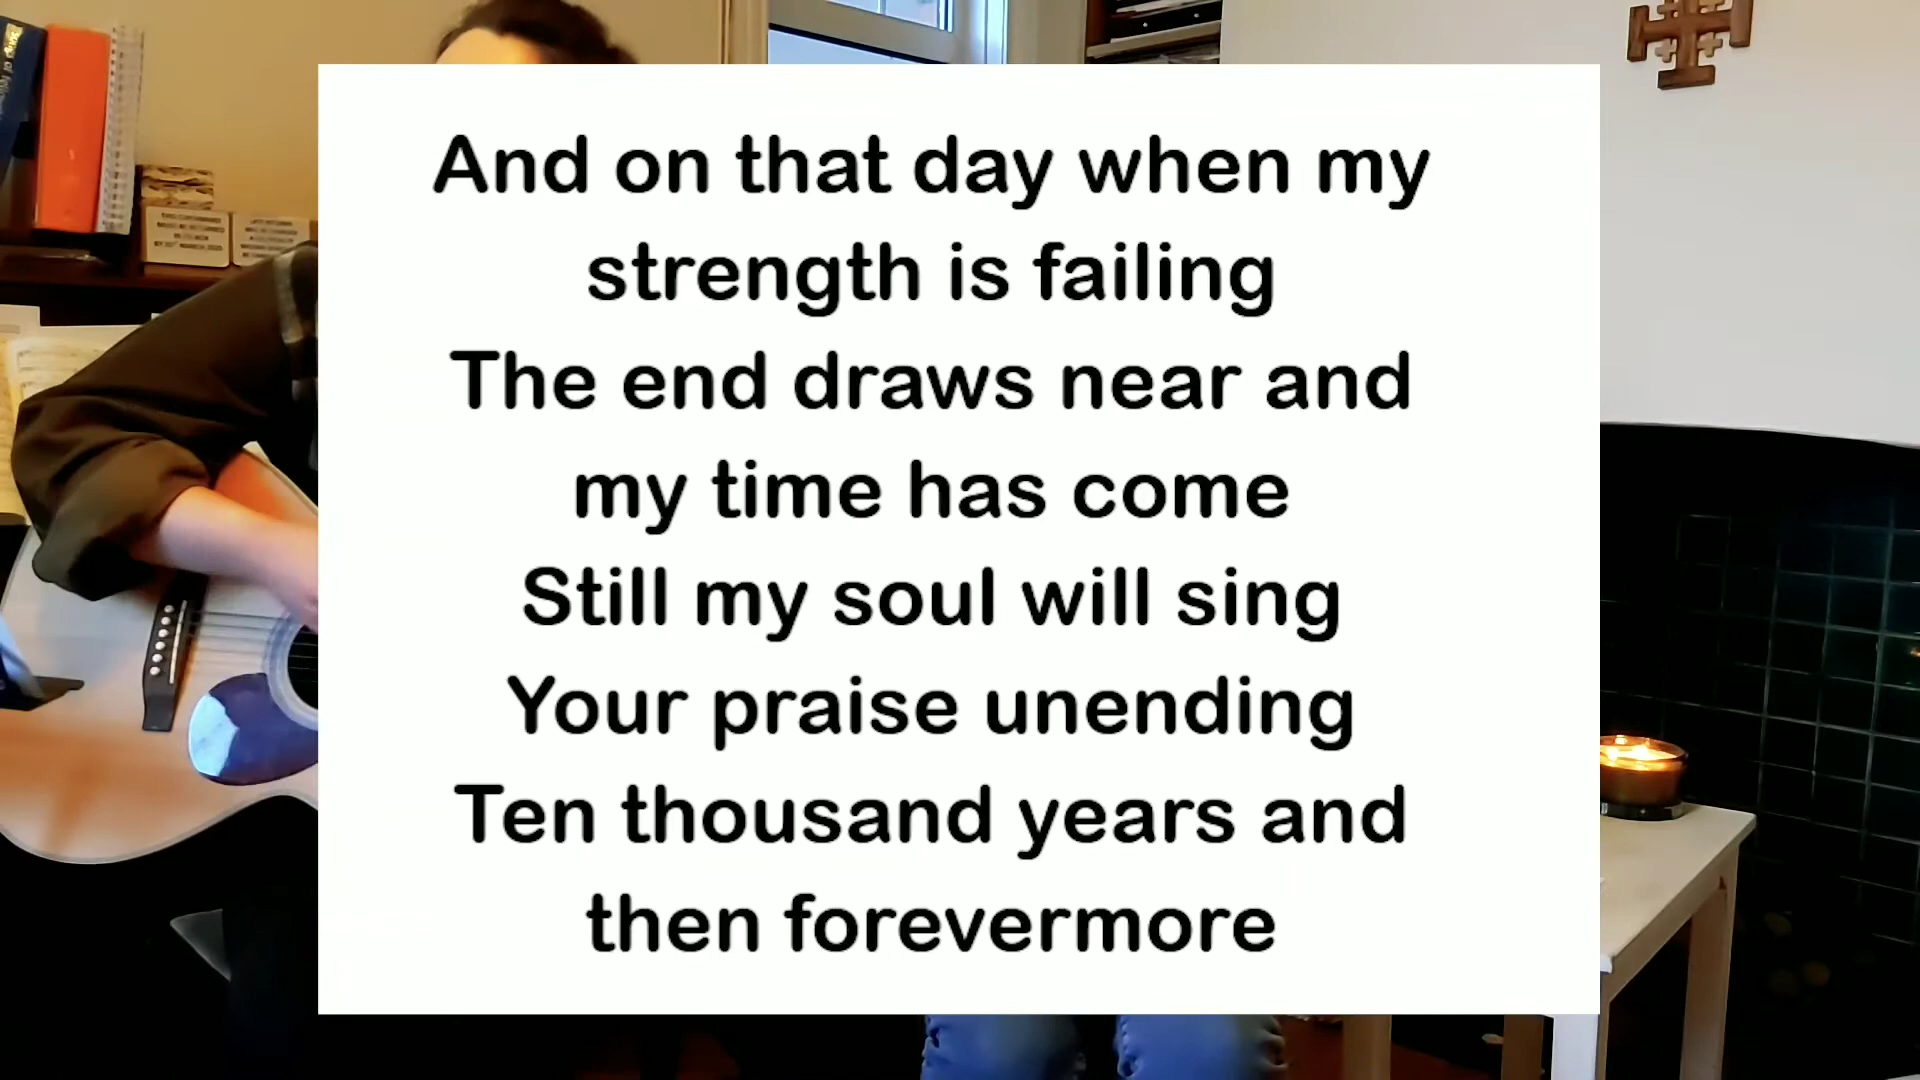 And on that day when my
strength is failing
The end draws near and
my time has come
Still my soul will sing
Your praise unending
Ten thousand years and
then forevermore